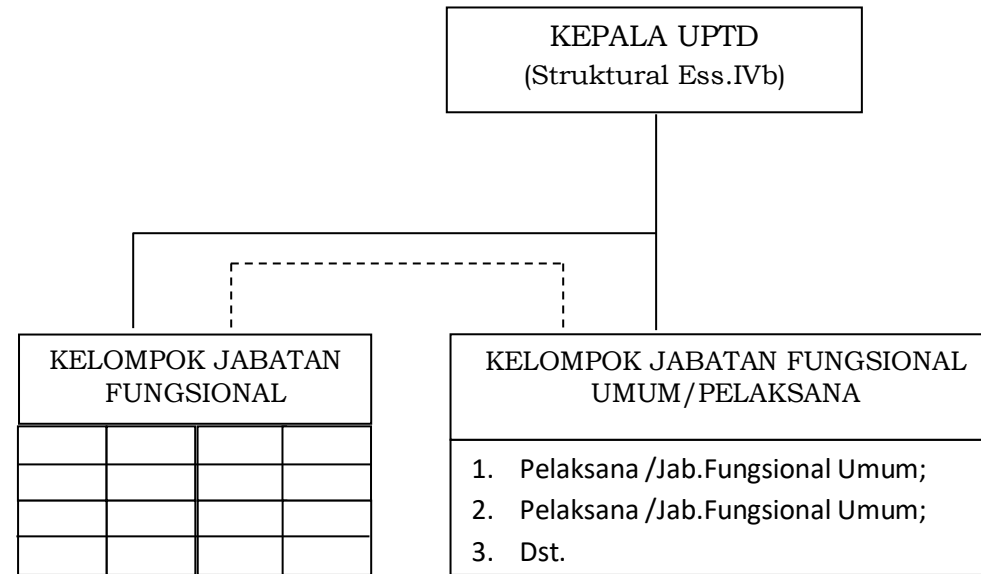 KEPALA UPTD
(Struktural Ess.IVb)
KELOMPOK JABATAN
FUNGSIONAL
KELOMPOK JABATAN FUNGSIONAL
UMUM/PELAKSANA
1. Pelaksana /Jab.Fungsional Umum;
2. Pelaksana /Jab.Fungsional Umum;
3. Dst.